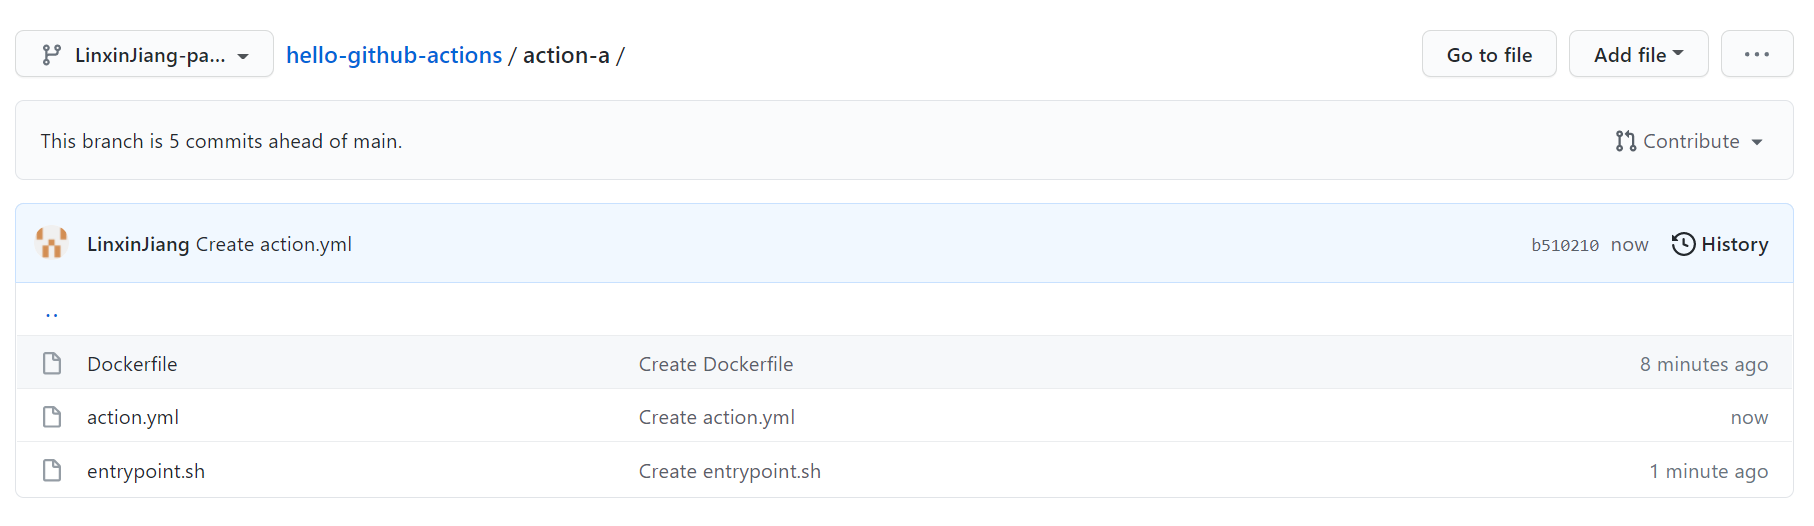 LinxinJiang-pa... hello-github-actions / action-a / Go to file Add file ...
This branch is 5 commits ahead of main. Contribute
LinxinJiang Create action.yml b510210 now History
..
Dockerfile Create Dockerfile 8 minutes ago
action.yml Create action.yml now
entrypoint.sh Create entrypoint.sh 1 minute ago